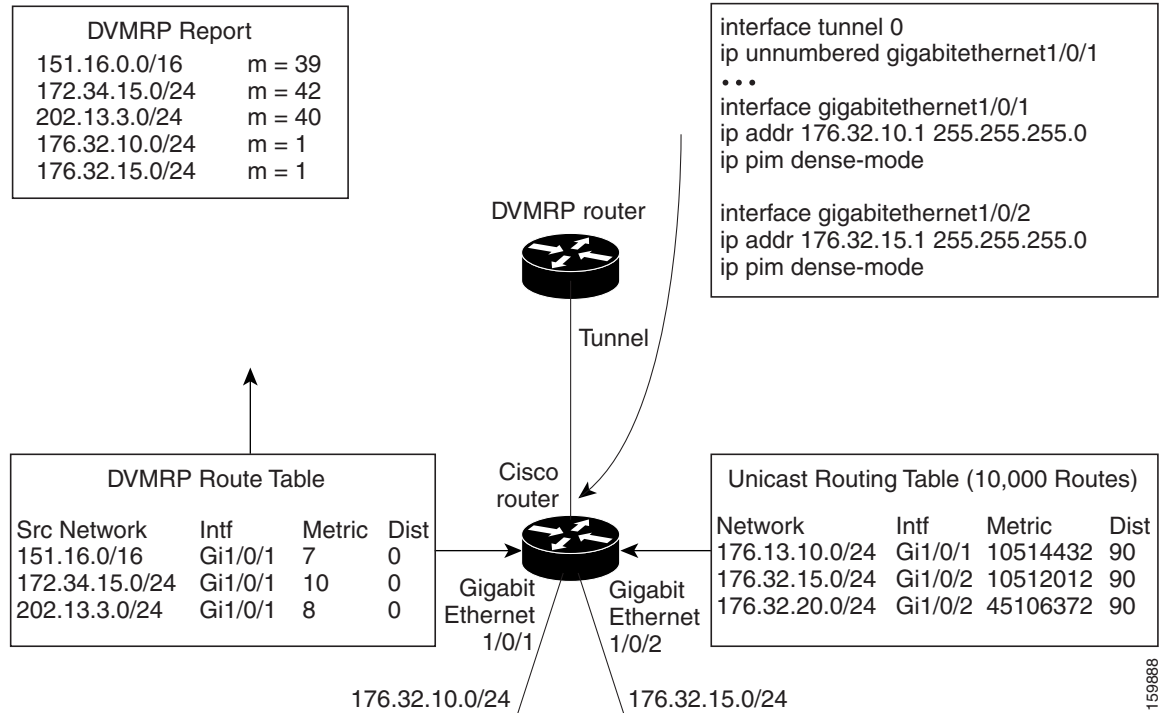 DVMRP Report
151.16.0.0/16 m = 39
172.34.15.0/24 m = 42
202.13.3.0/24 m = 40
176.32.10.0/24 m = 1
176.32.15.0/24 m = 1
interface tunnel 0
ip unnumbered gigabitethernet1/0/1
• • •
interface gigabitethernet1/0/1
ip addr 176.32.10.1 255.255.255.0
ip pim dense-mode
interface gigabitethernet1/0/2
ip addr 176.32.15.1 255.255.255.0
ip pim dense-mode
DVMRP router
Tunnel
Cisco
router
DVMRP Route Table
Src Network Intf Metric Dist
151.16.0/16 Gi1/0/1 7 0
172.34.15.0/24 Gi1/0/1 10 0
202.13.3.0/24 Gi1/0/1 8 0
Gigabit
Ethernet
1/0/1
Gigabit
Ethernet
1/0/2
Unicast Routing Table (10,000 Routes)
Network Intf Metric Dist
176.13.10.0/24 Gi1/0/1 10514432 90
176.32.15.0/24 Gi1/0/2 10512012 90
176.32.20.0/24 Gi1/0/2 45106372 90
176.32.10.0/24
176.32.15.0/24
159888